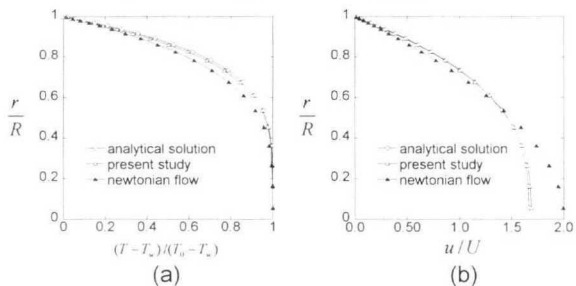 1
0.8
r/R
0.6
0.4
analytical solution
present study
newtonian flow
0.2
0
0 0.2 0.4 0.6 0.8 1
(T − T_w)/(T_0 − T_w)
(a)
1
0.8
r/R
0.6
0.4
analytical solution
present study
newtonian flow
0.2
0
0.0 0.50 1.0 1.5 2.0
u/U
(b)